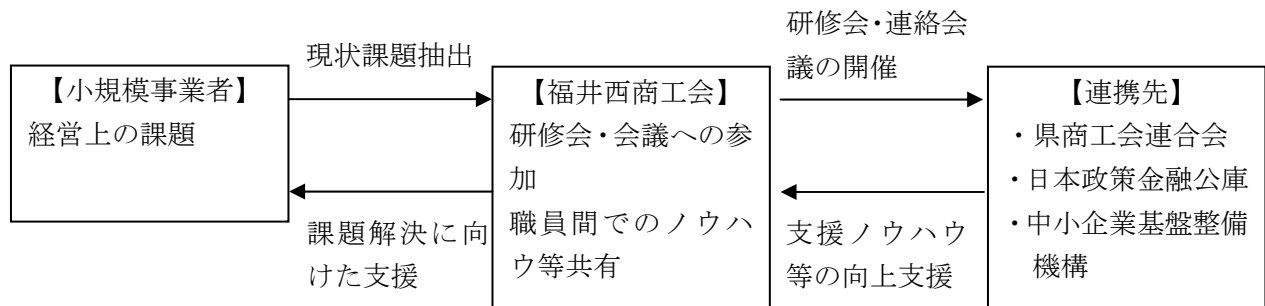 【小規模事業者】
経営上の課題
現状課題抽出
課題解決に向
けた支援
【福井西商工会】
研修会・会議への参
加
職員間でのノウハ
ウ等共有
研修会・連絡会
議の開催
支援ノウハウ
等の向上支援
【連携先】
・県商工会連合会
・日本政策金融公庫
・中小企業基盤整備
機構